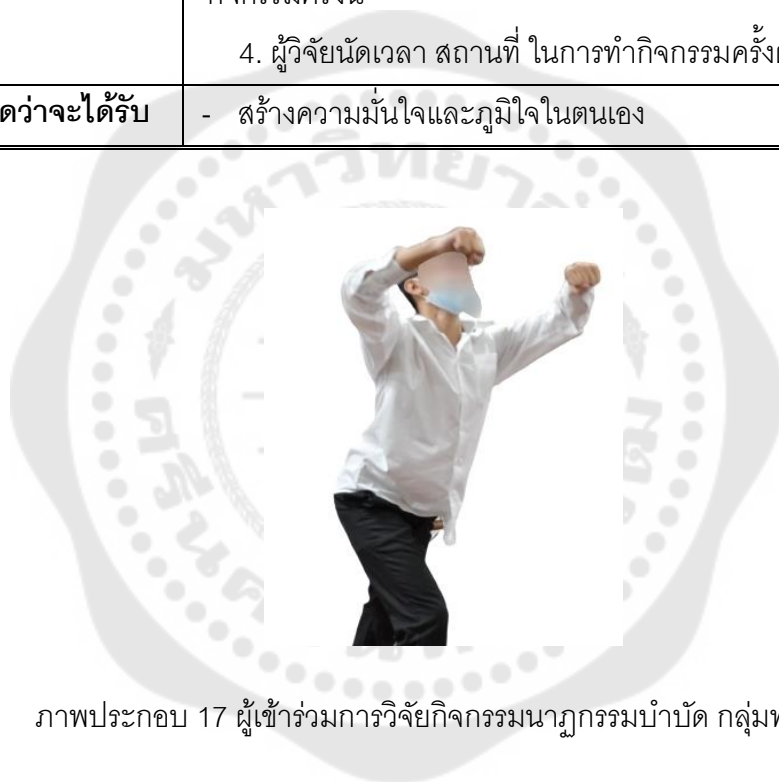 4. ผู้วิจัยนัดเวลา สถานที่ ในการทำกิจกรรมครั้ง
ว่าจะได้รับ - สร้างความมั่นใจและภูมิใจในตนเอง
ภาพประกอบ 17 ผู้เข้าร่วมการวิจัยกิจกรรมนาฏกรรมบำบัด